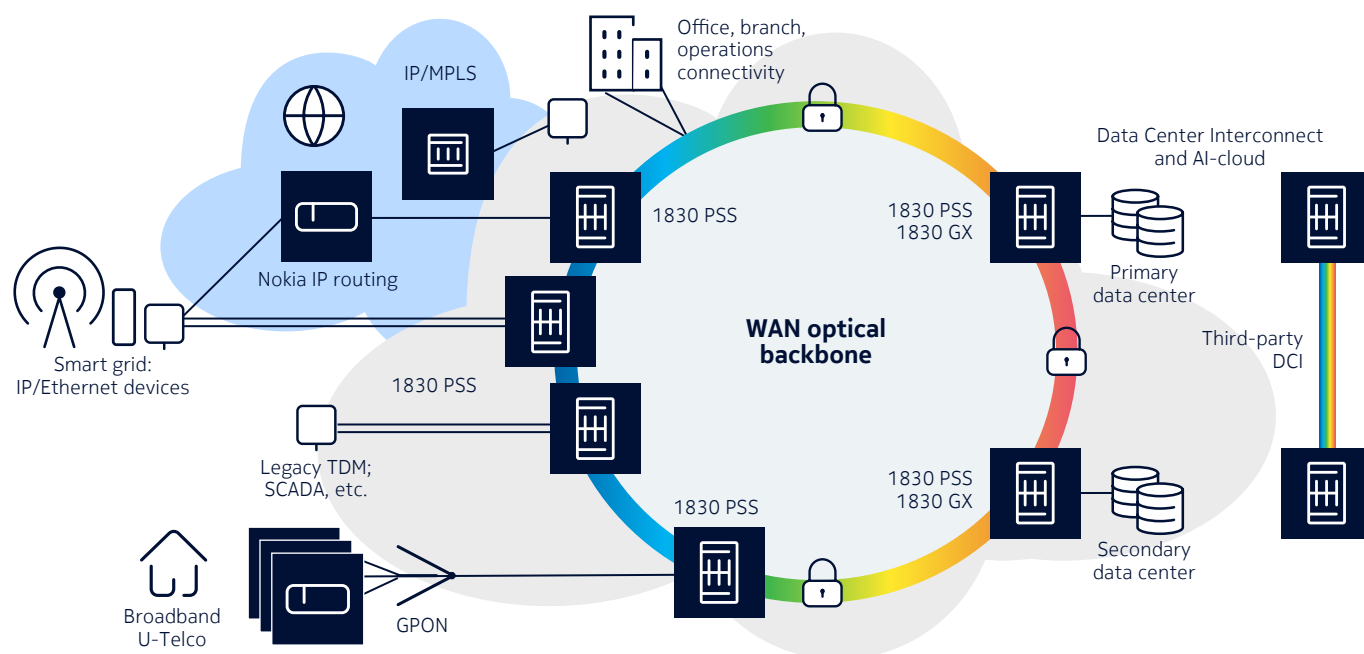 Office, branch,
operations
connectivity
IP/MPLS
Data Center Interconnect
and AI-cloud
1830 PSS
1830 PSS
1830 GX
Nokia IP routing
Primary
data center
WAN optical
backbone
Third-party
DCI
Smart grid:
IP/Ethernet devices
1830 PSS
Legacy TDM;
SCADA, etc.
1830 PSS
1830 GX
1830 PSS
Secondary
data center
Broadband
U-Telco
GPON